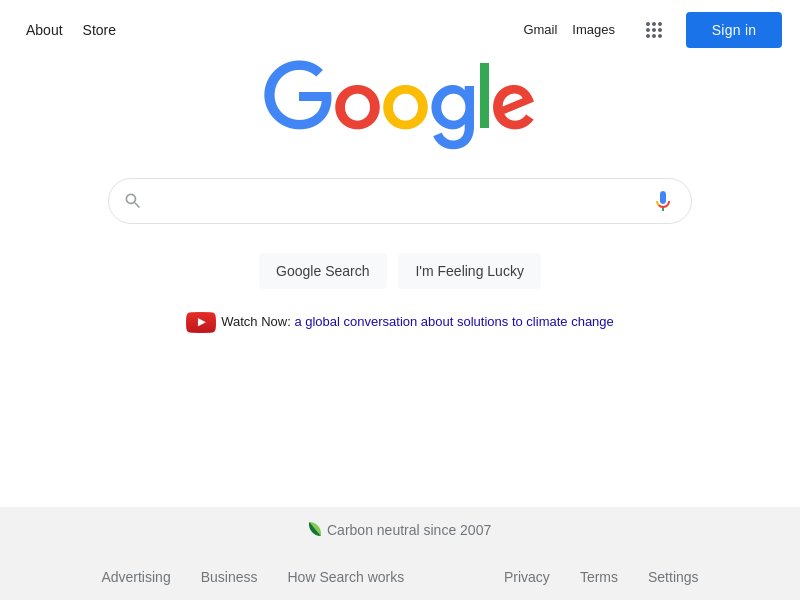 About Store Gmail Images Sign in
Google
Google Search I'm Feeling Lucky
Watch Now: a global conversation about solutions to climate change
Carbon neutral since 2007
Advertising Business How Search works Privacy Terms Settings